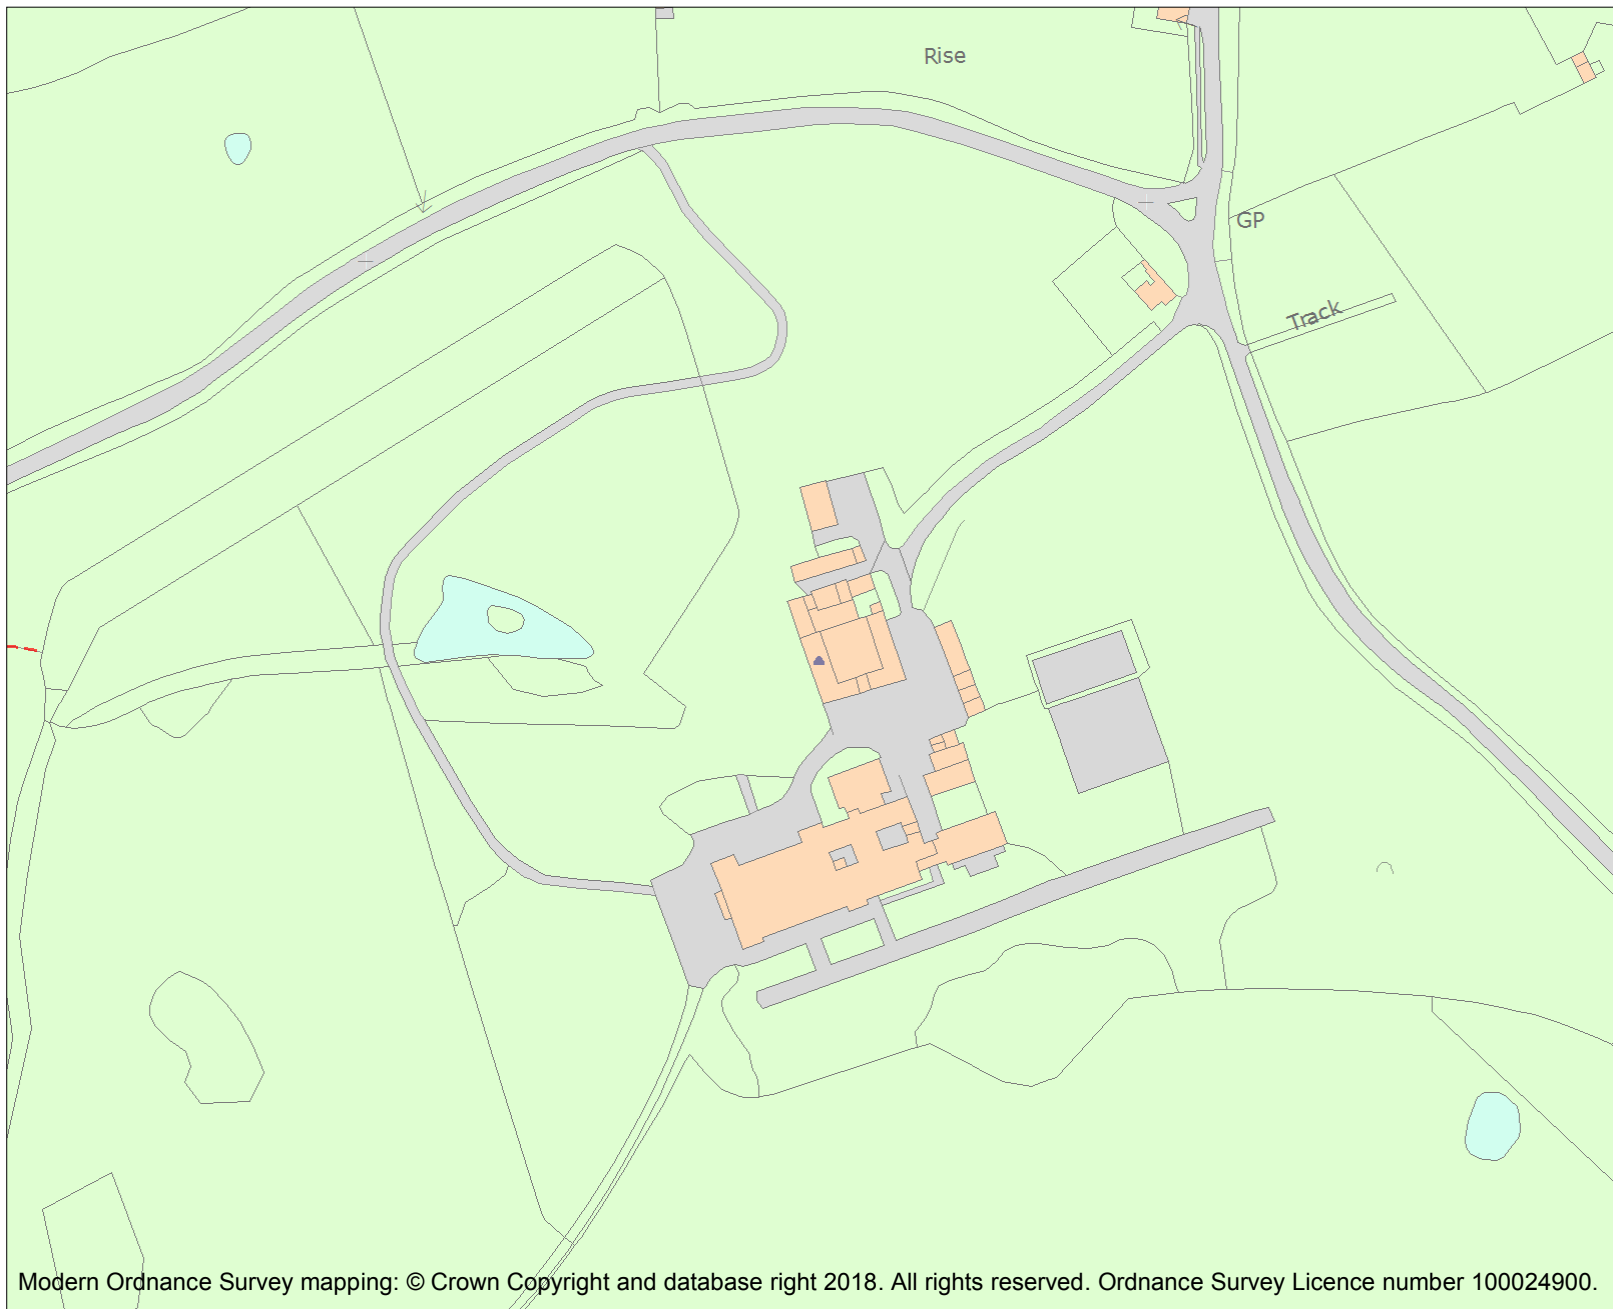 Rise
GP
Track
Modern Ordnance Survey mapping: © Crown Copyright and database right 2018. All rights reserved. Ordnance Survey Licence number 100024900.